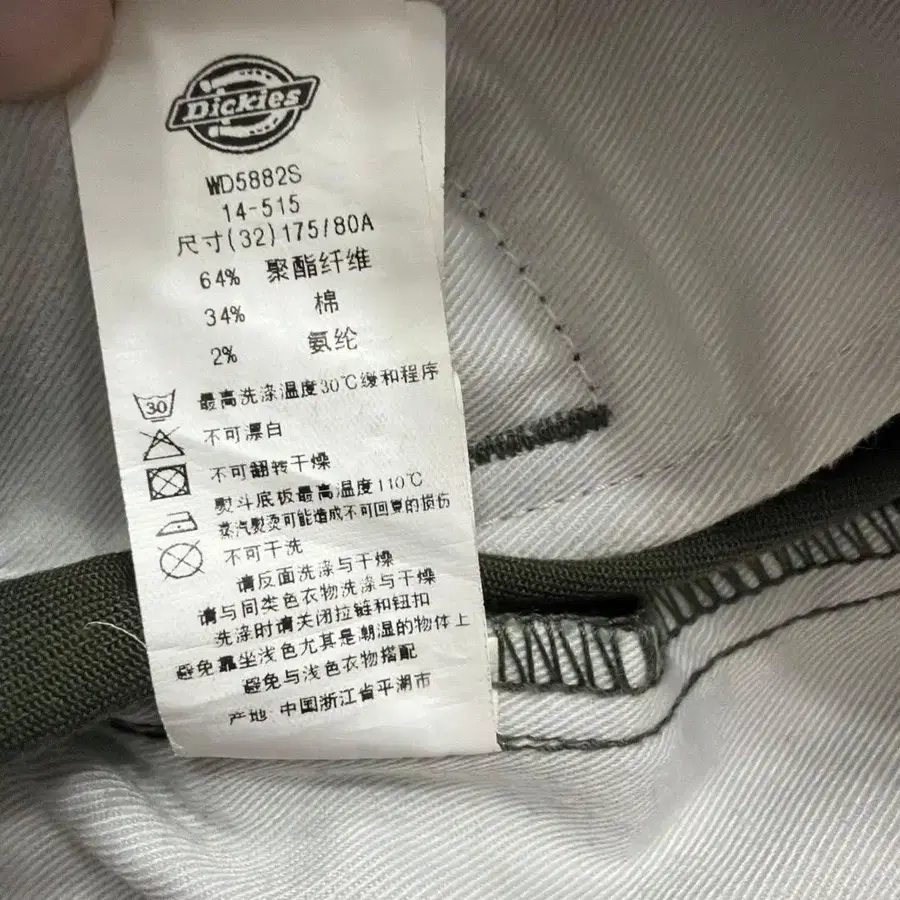 Dickies
WD5882S
14-515
尺寸(32)175/80A
64% 聚酯纤维
34% 棉
2% 氨纶
30 最高洗涤温度30℃缓和程序
不可漂白
不可翻转干燥
熨斗底板最高温度110℃
蒸汽熨烫可能造成不可回复的损伤
不可干洗
请反面洗涤与干燥
请与同类色衣物洗涤与干燥
洗涤时请关闭拉链和钮扣
避免靠坐浅色尤其是潮湿的物体上
避免与浅色衣物搭配
产地 中国浙江省平湖市